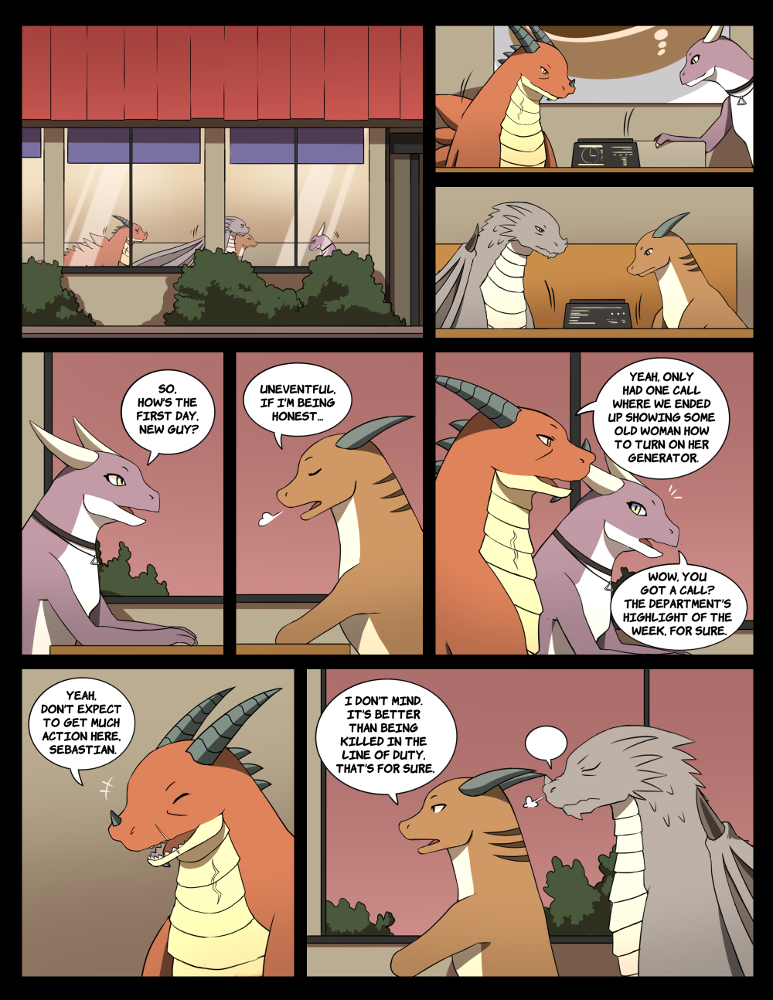 SO,
HOW'S THE
FIRST DAY,
NEW GUY?
UNEVENTFUL,
IF I'M BEING
HONEST...
YEAH, ONLY
HAD ONE CALL
WHERE WE ENDED
UP SHOWING SOME
OLD WOMAN HOW
TO TURN ON HER
GENERATOR.
WOW, YOU
GOT A CALL?
THE DEPARTMENT'S
HIGHLIGHT OF THE
WEEK, FOR SURE.
YEAH,
DON'T EXPECT
TO GET MUCH
ACTION HERE,
SEBASTIAN.
I DON'T MIND.
IT'S BETTER
THAN BEING
KILLED IN THE
LINE OF DUTY,
THAT'S FOR SURE.